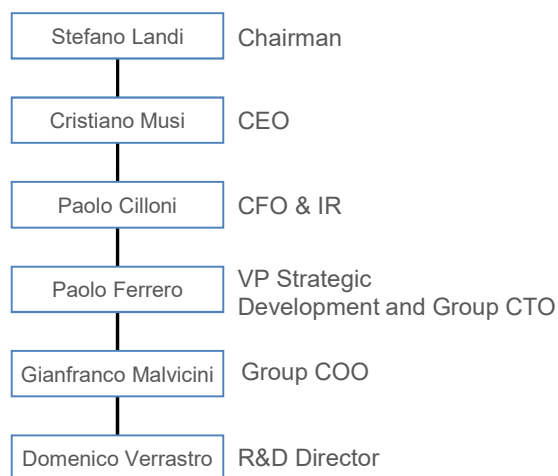 Stefano Landi
Chairman
Cristiano Musi
CEO
Paolo Cilloni
CFO & IR
Paolo Ferrero
VP Strategic
Development and Group CTO
Gianfranco Malvicini
Group COO
Domenico Verrastro
R&D Director